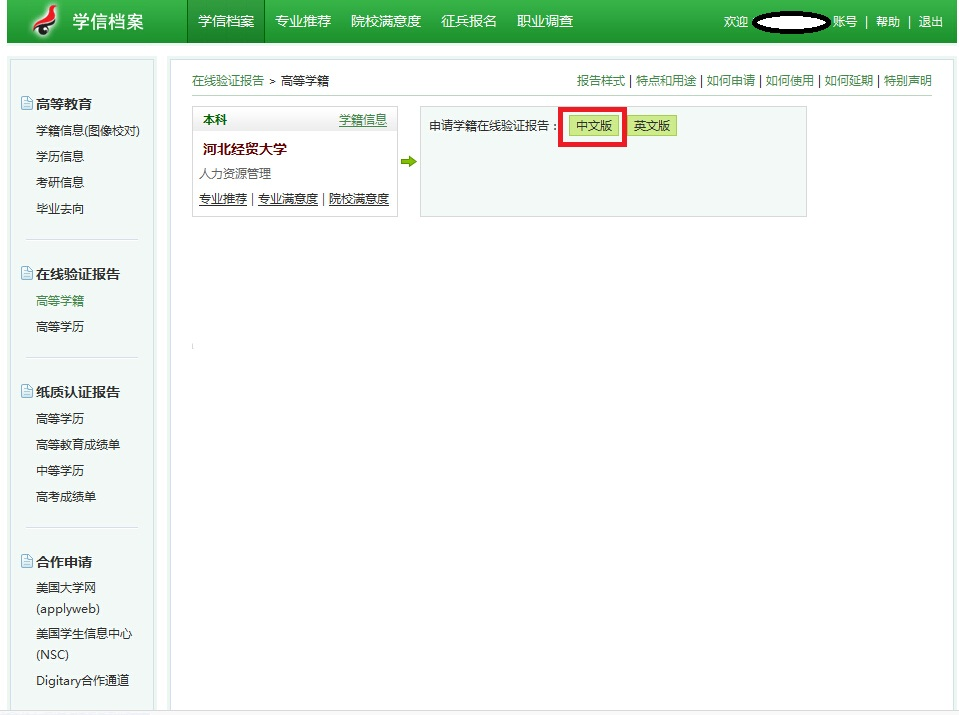 学信档案 学信档案 专业推荐 院校满意度 征兵报名 职业调查 欢迎 账号 | 帮助 | 退出
高等教育
学籍信息(图像校对)
学历信息
考研信息
毕业去向
在线验证报告
高等学籍
高等学历
纸质认证报告
高等学历
高等教育成绩单
中等学历
高考成绩单
合作申请
美国大学网
(applyweb)
美国学生信息中心
(NSC)
Digitary合作通道
在线验证报告 > 高等学籍 报告样式 | 特点和用途 | 如何申请 | 如何使用 | 如何延期 | 特别声明
本科 学籍信息
河北经贸大学
人力资源管理
专业推荐 | 专业满意度 | 院校满意度
申请学籍在线验证报告： 中文版 英文版